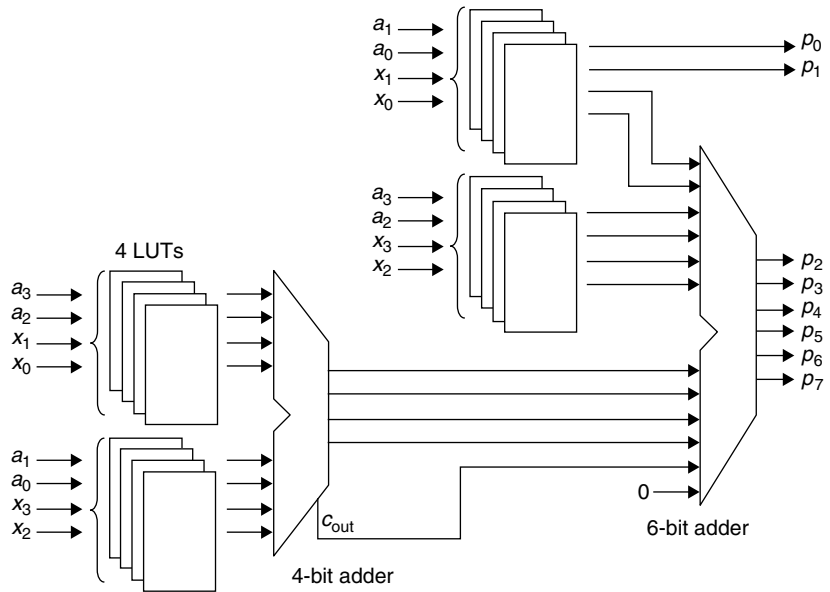 a₁
a₀
x₁
x₀
p₀
p₁
a₃
a₂
x₃
x₂
4 LUTs
a₃
a₂
x₁
x₀
p₂
p₃
p₄
p₅
p₆
p₇
a₁
a₀
x₃
x₂
0
cout
4-bit adder
6-bit adder